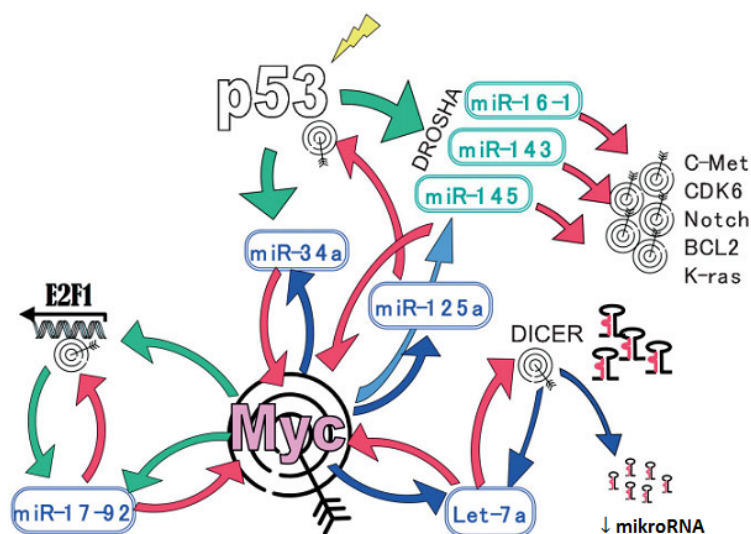 p53
DROSHA
miR-16-1
miR-143
miR-145
C-Met
CDK6
Notch
BCL2
K-ras
miR-34a
E2F1
miR-125a
DICER
Myc
miR-17-92
Let-7a
↓ mikroRNA